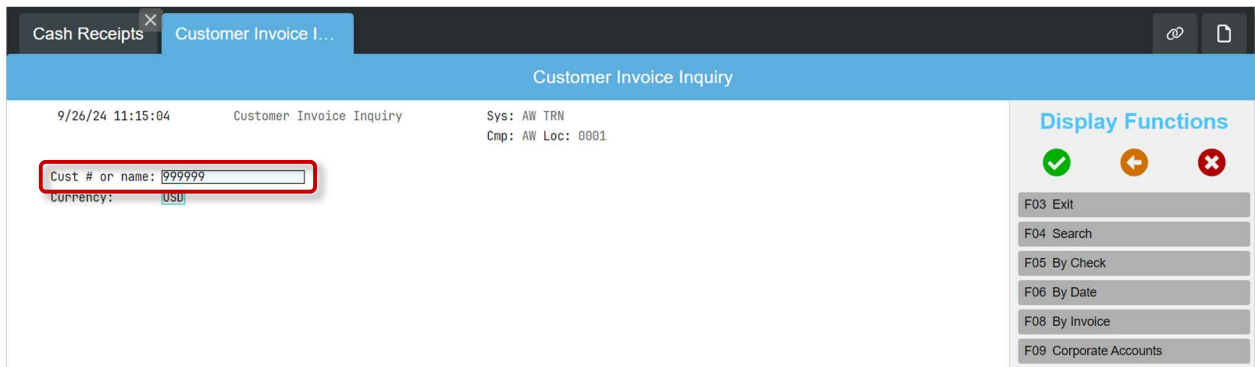 Cash Receipts
Customer Invoice I...
Customer Invoice Inquiry
9/26/24 11:15:04 Customer Invoice Inquiry Sys: AW TRN
Cmp: AW Loc: 0001
Cust # or name: 999999
Currency: USD
Display Functions
F03 Exit
F04 Search
F05 By Check
F06 By Date
F08 By Invoice
F09 Corporate Accounts